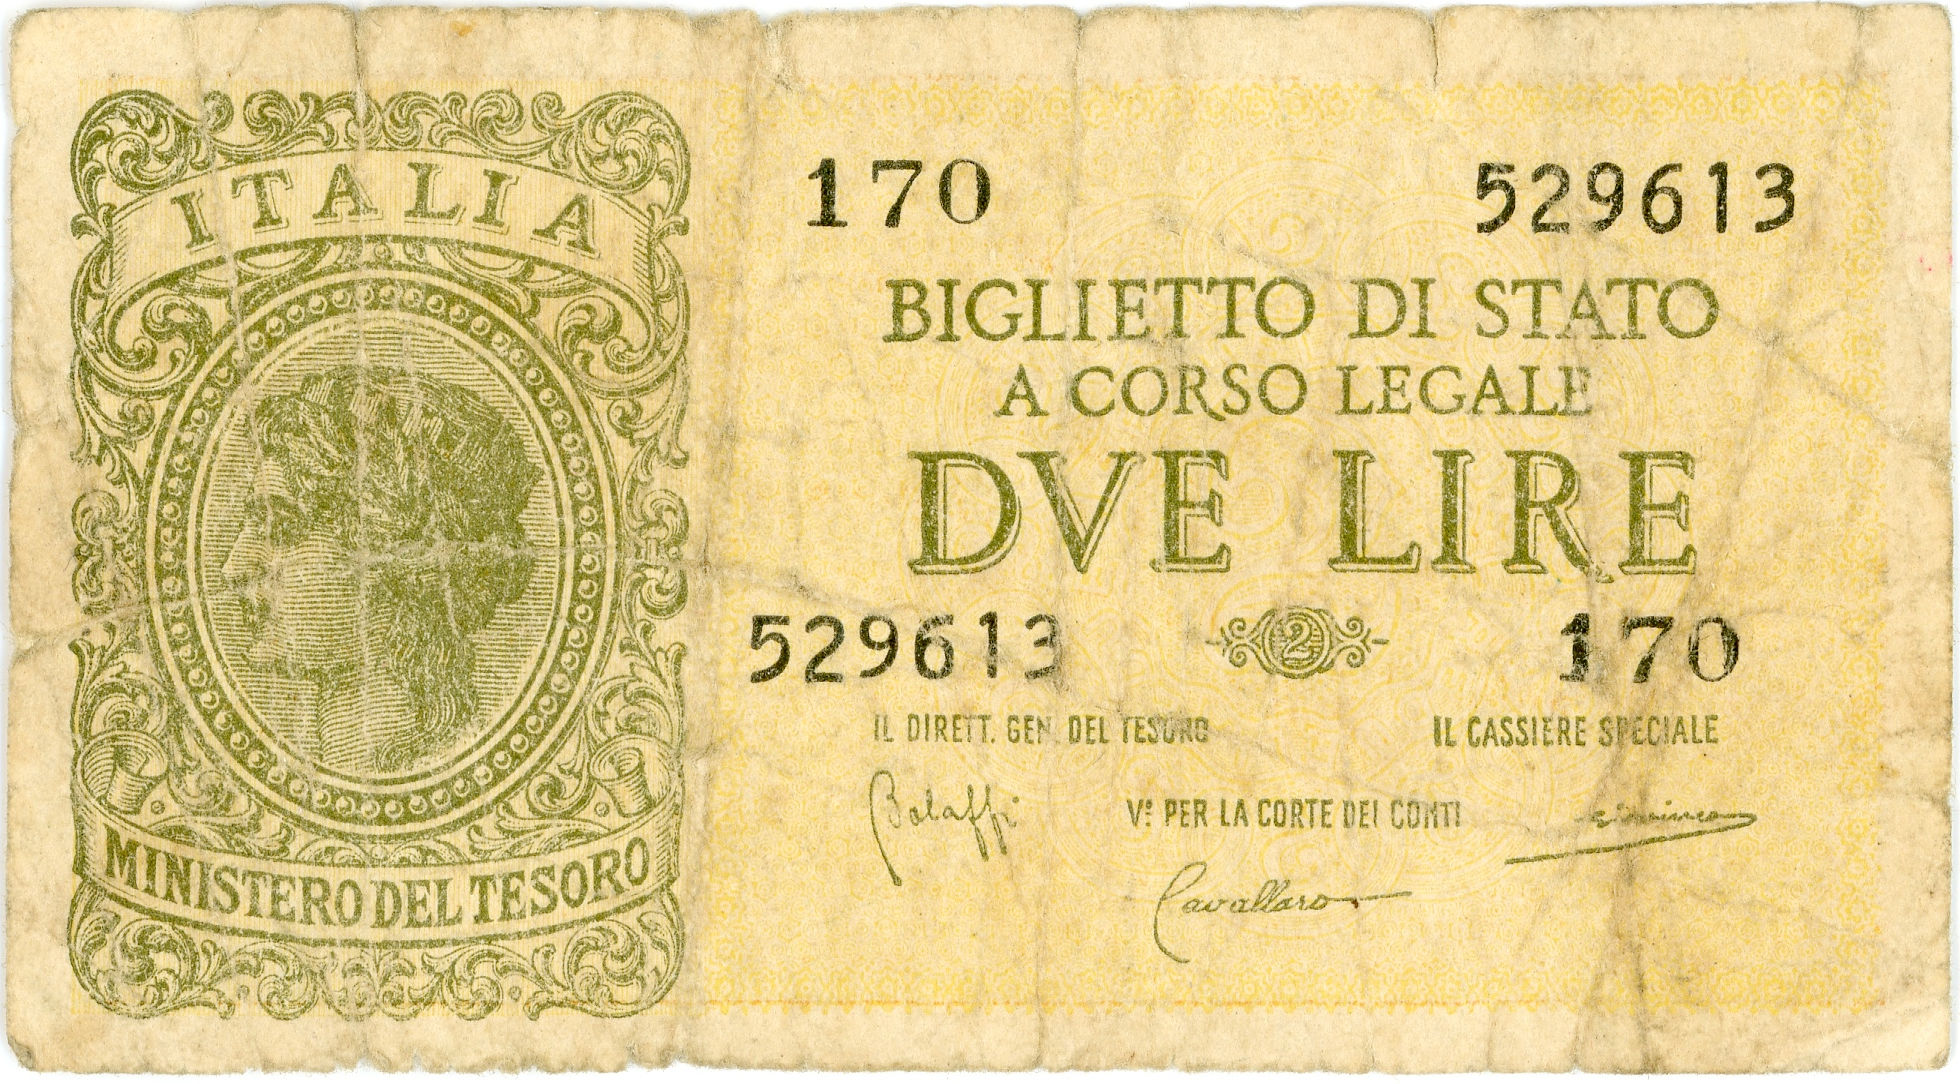 ITALIA
170 529613
BIGLIETTO DI STATO
A CORSO LEGALE
DVE LIRE
529613 2 170
IL DIRETT. GEN. DEL TESORO IL CASSIERE SPECIALE
Bolaffi V° PER LA CORTE DEI CONTI
Cavallaro
MINISTERO DEL TESORO